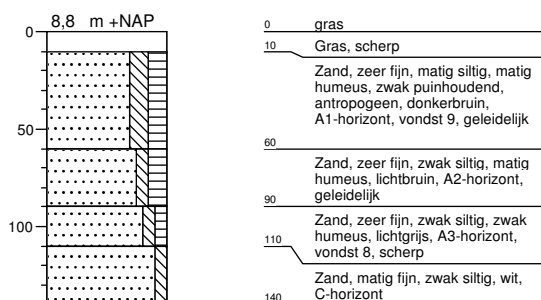 8,8 m +NAP
0
50
100
0 gras
10 Gras, scherp
Zand, zeer fijn, matig siltig, matig
humeus, zwak puinhoudend,
antropogeen, donkerbruin,
A1-horizont, vondst 9, geleidelijk
60
Zand, zeer fijn, zwak siltig, matig
humeus, lichtbruin, A2-horizont,
geleidelijk
90
Zand, zeer fijn, zwak siltig, zwak
humeus, lichtgrijs, A3-horizont,
110
vondst 8, scherp
Zand, matig fijn, zwak siltig, wit,
140 C-horizont